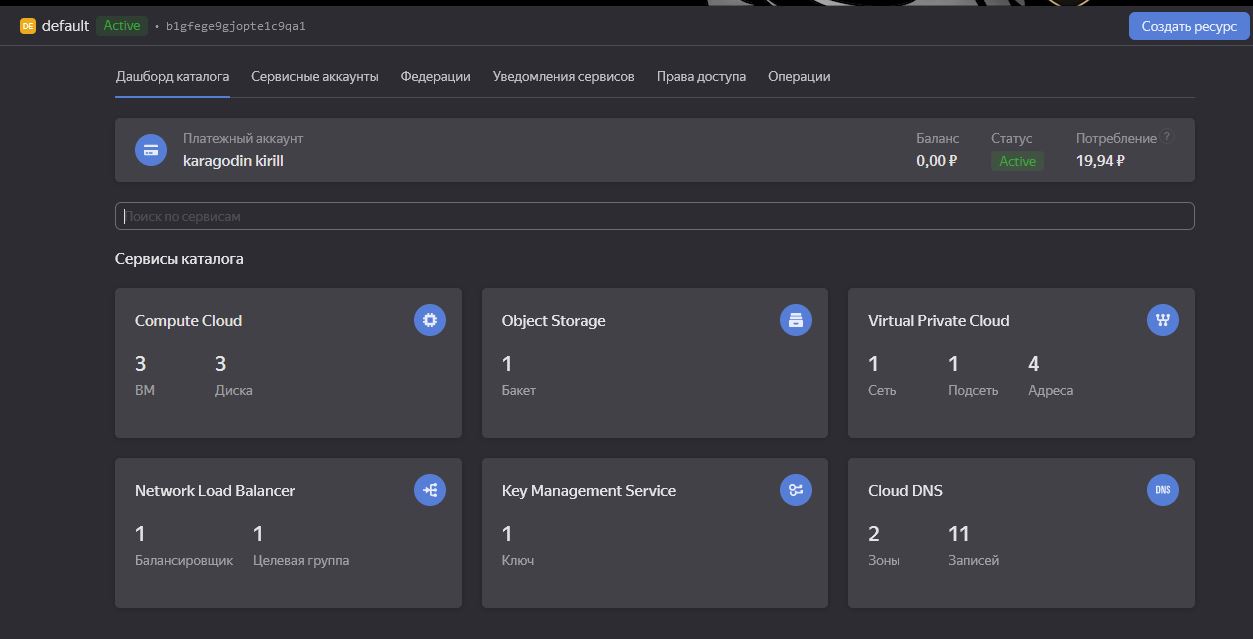 DE default Active • b1gfege9gjopte1c9qa1 Создать ресурс
Дашборд каталога Сервисные аккаунты Федерации Уведомления сервисов Права доступа Операции
Платежный аккаунт Баланс Статус Потребление ?
karagodin kirill 0,00 ₽ Active 19,94 ₽
Поиск по сервисам
Сервисы каталога
Compute Cloud
3 3
ВМ Диска
Object Storage
1
Бакет
Virtual Private Cloud
1 1 4
Сеть Подсеть Адреса
Network Load Balancer
1 1
Балансировщик Целевая группа
Key Management Service
1
Ключ
Cloud DNS DNS
2 11
Зоны Записей